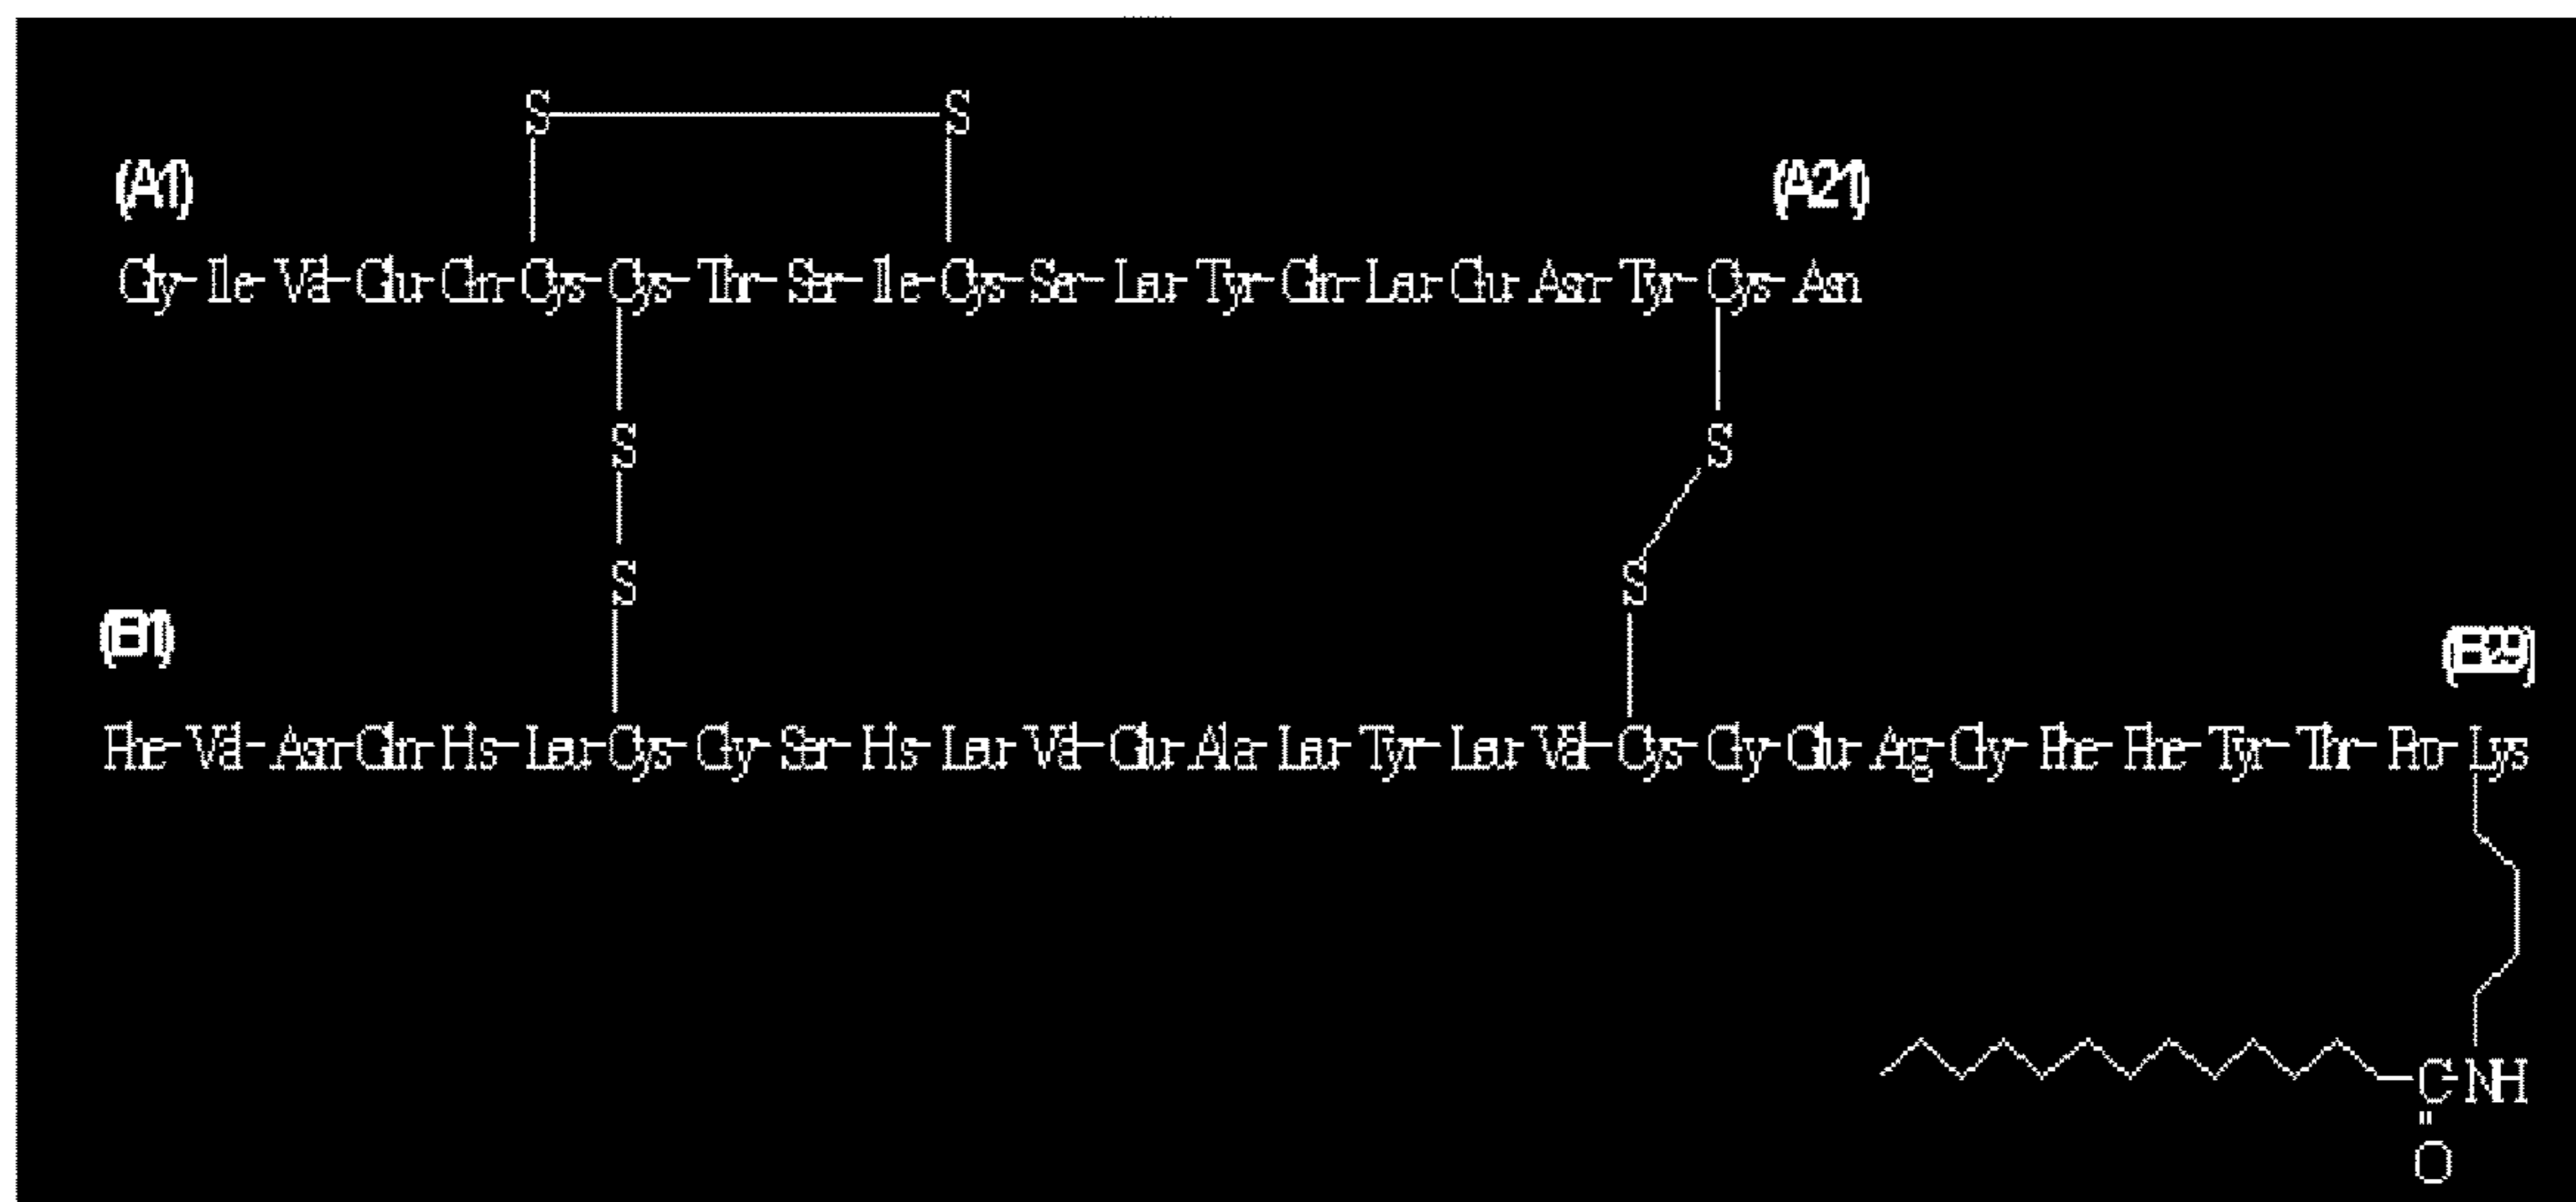 S S
(A1) (A21)
Gly-Ile-Val-Glu-Gln-Cys-Cys-Thr-Ser-Ile-Cys-Ser-Leu-Tyr-Gln-Leu-Glu-Asn-Tyr-Cys-Asn
S S
S S
(B1) (B29)
Phe-Val-Asn-Gln-His-Leu-Cys-Gly-Ser-His-Leu-Val-Glu-Ala-Leu-Tyr-Leu-Val-Cys-Gly-Glu-Arg-Gly-Phe-Phe-Tyr-Thr-Pro-Lys
C-NH
O